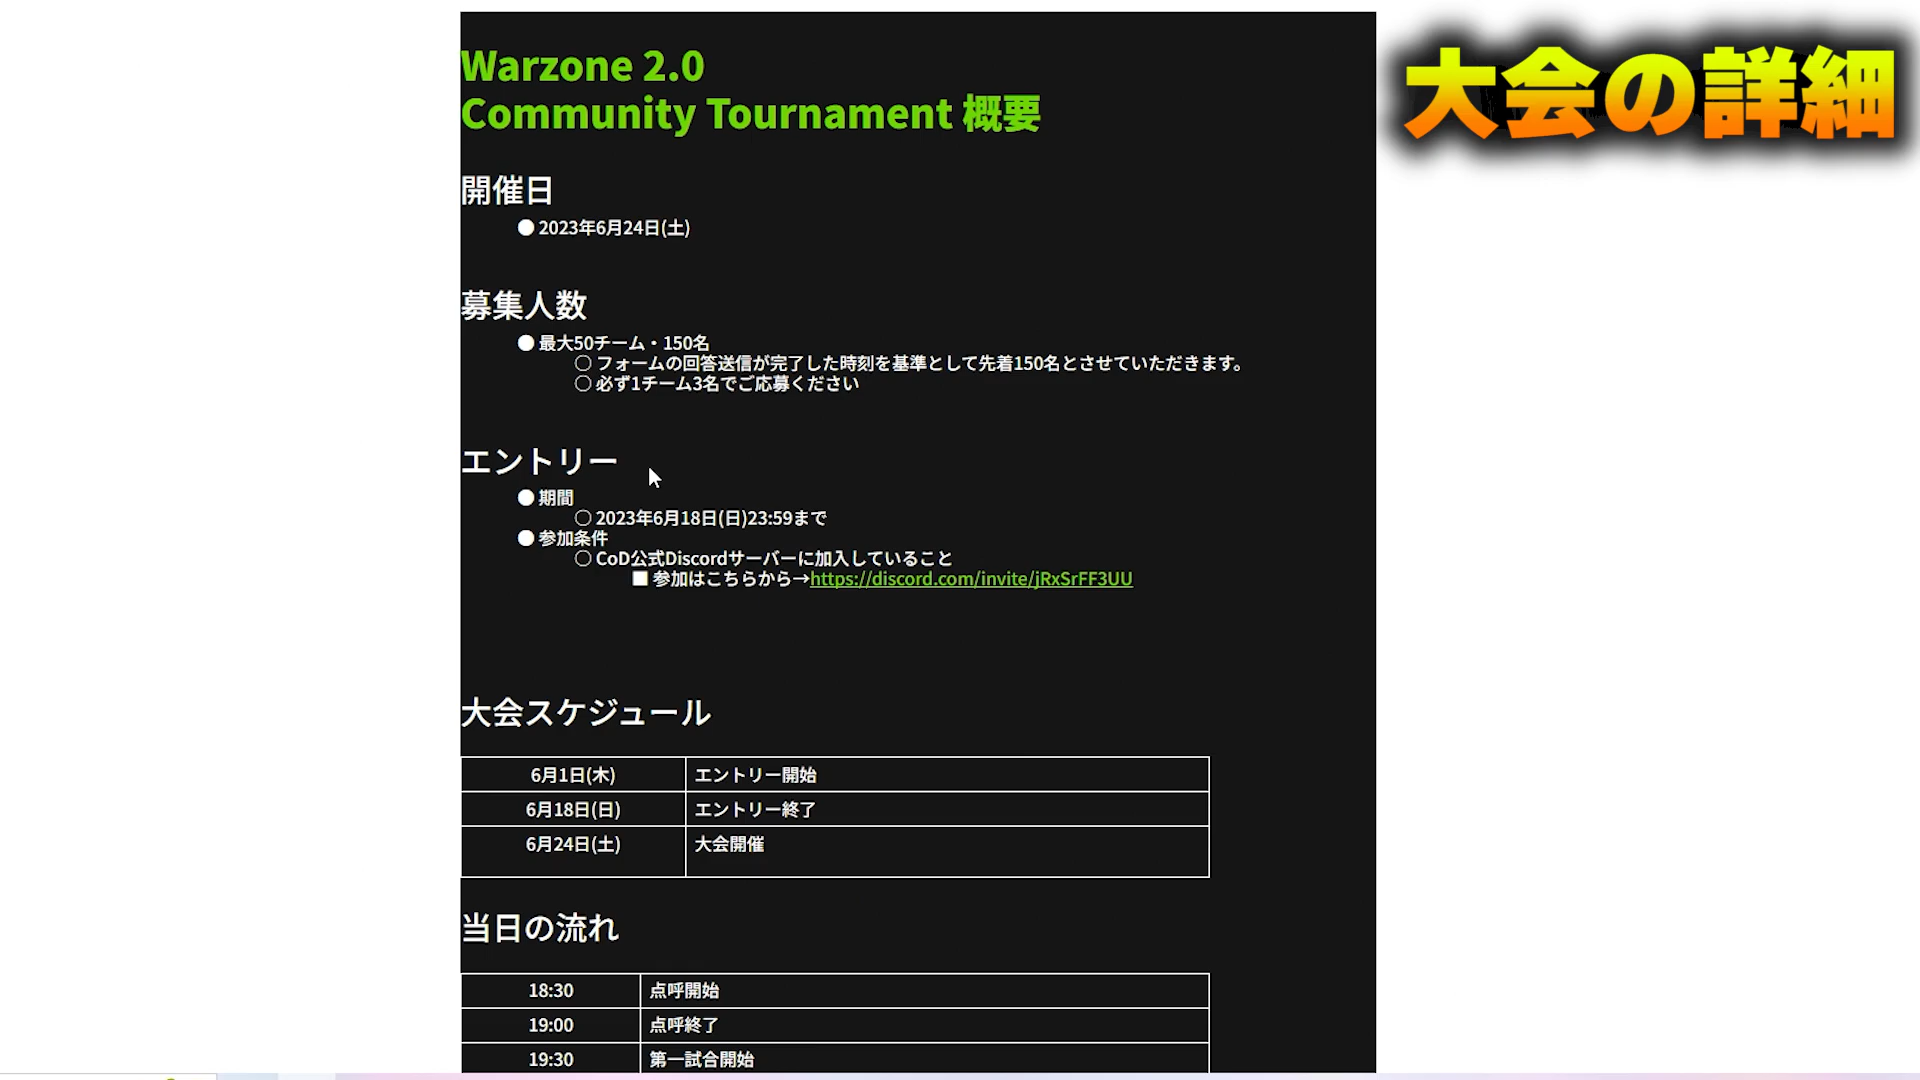 Warzone 2.0
Community Tournament 概要
大会の詳細
開催日
● 2023年6月24日(土)
募集人数
● 最大50チーム・150名
○ フォームの回答送信が完了した時刻を基準として先着150名とさせていただきます。
○ 必ず1チーム3名でご応募ください
エントリー
● 期間
○ 2023年6月18日(日)23:59まで
● 参加条件
○ CoD公式Discordサーバーに加入していること
■ 参加はこちらから→https://discord.com/invite/jRxSrFF3UU
大会スケジュール
6月1日(木) エントリー開始
6月18日(日) エントリー終了
6月24日(土) 大会開催
当日の流れ
18:30 点呼開始
19:00 点呼終了
19:30 第一試合開始